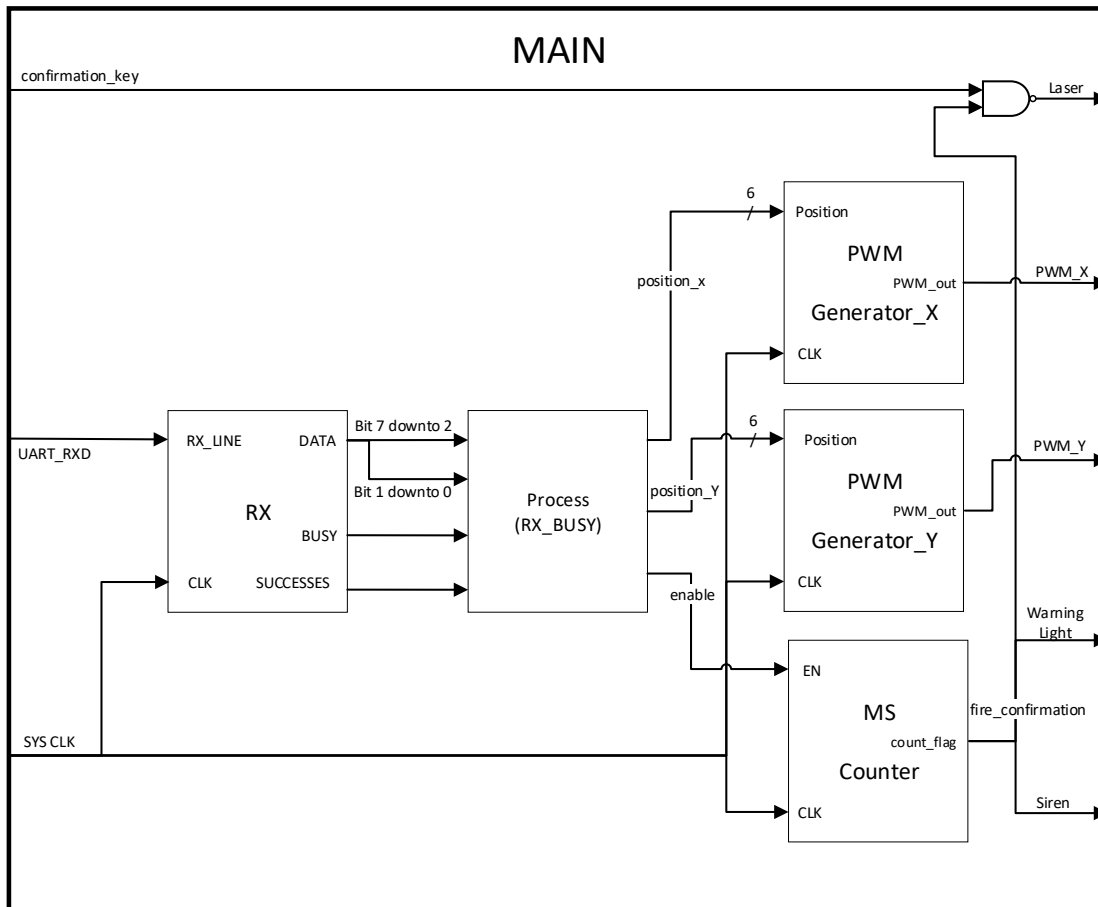 MAIN
confirmation_key
Laser
6
Position
PWM
PWM_out
Generator_X
CLK
PWM_X
position_x
6
Position
PWM
PWM_out
Generator_Y
CLK
PWM_Y
position_Y
UART_RXD
RX_LINE
DATA
RX
BUSY
CLK
SUCCESSES
Bit 7 downto 2
Bit 1 downto 0
Process
(RX_BUSY)
enable
Warning
Light
EN
MS
count_flag
Counter
CLK
fire_confirmation
SYS CLK
Siren